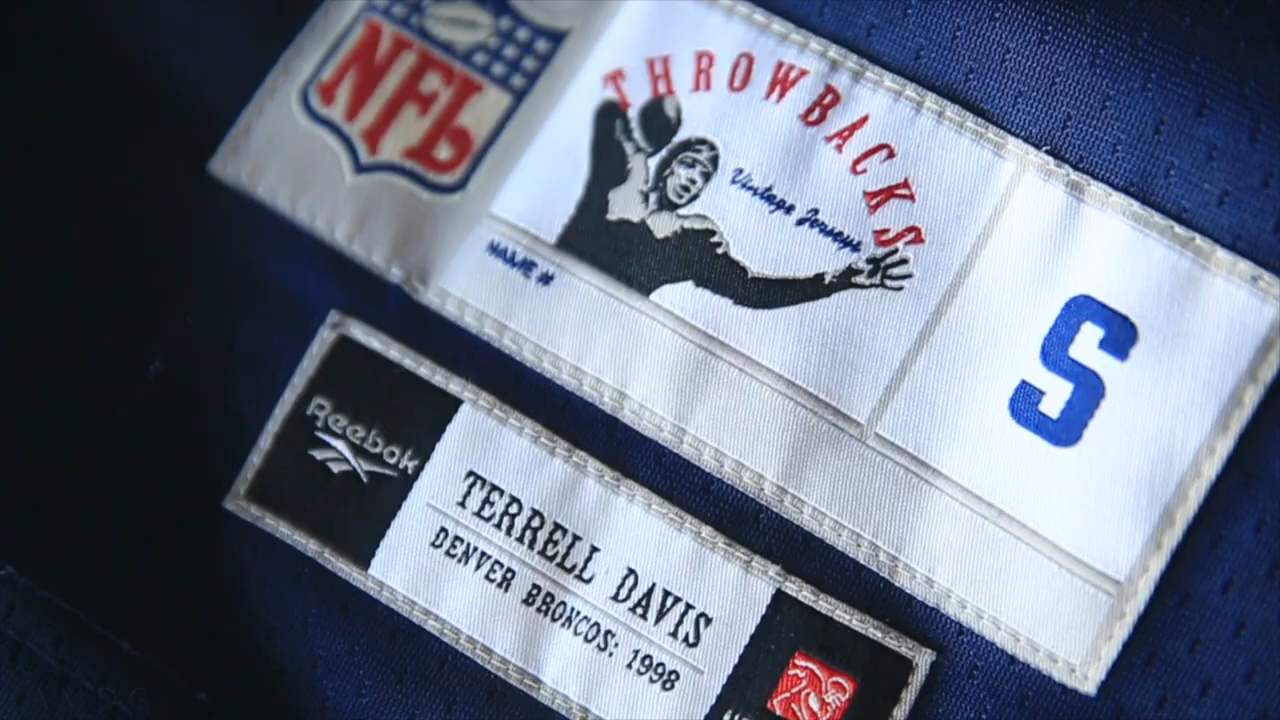 NFL
THROWBACKS
Vintage Jerseys
NAME #
S
Reebok
TERRELL DAVIS
DENVER BRONCOS: 1998